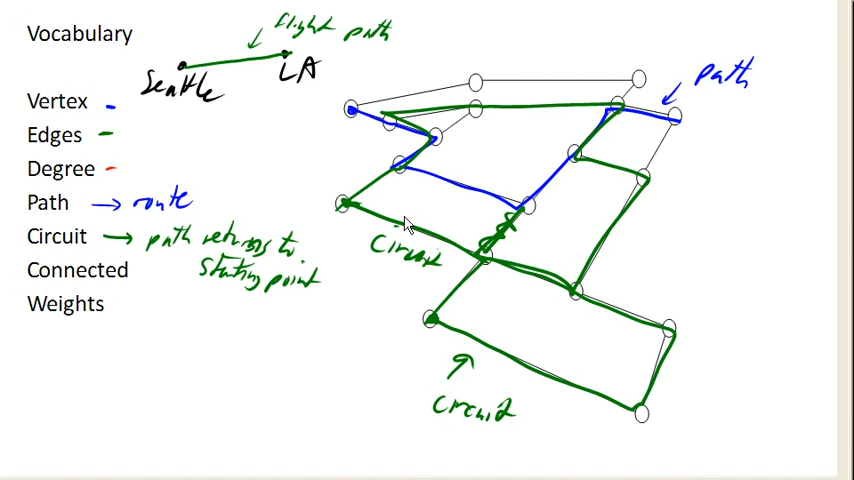 Vocabulary
flight path
Seattle
LA
path
Vertex
Edges
Degree
Path → route
Circuit → path returns to
starting point
Connected
Weights
Circuit
Circuit